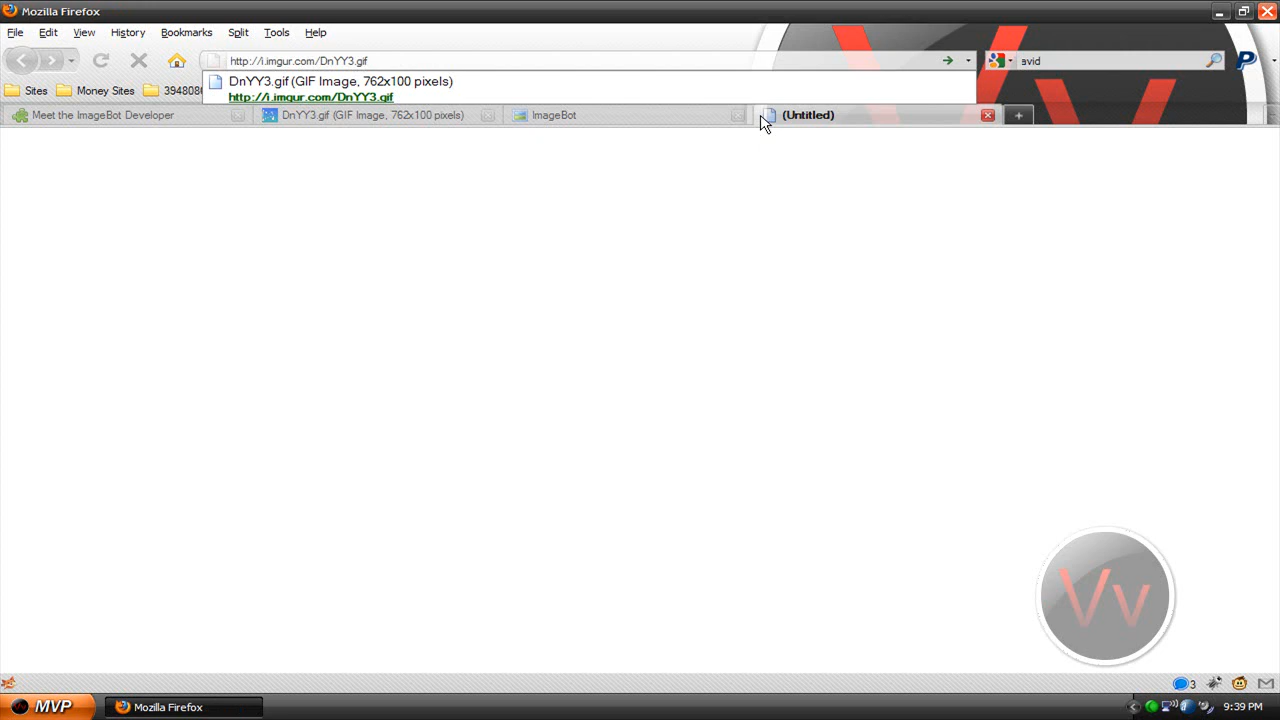 Mozilla Firefox
File Edit View History Bookmarks Split Tools Help
http://i.imgur.com/DnYY3.gif
avid
DnYY3.gif (GIF Image, 762x100 pixels)
http://i.imgur.com/DnYY3.gif
Sites Money Sites 3948080
Meet the ImageBot Developer DnYY3.gif (GIF Image, 762x100 pixels) ImageBot (Untitled)
Vv
3
MVP Mozilla Firefox 9:39 PM